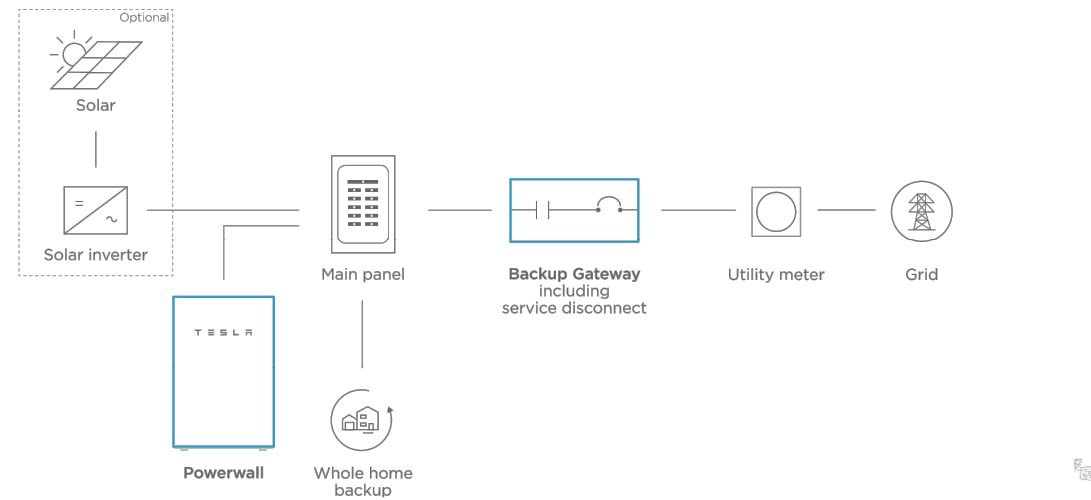 Optional
Solar
Solar inverter
Main panel
Backup Gateway
including
service disconnect
Utility meter
Grid
TESLA
Powerwall
Whole home
backup